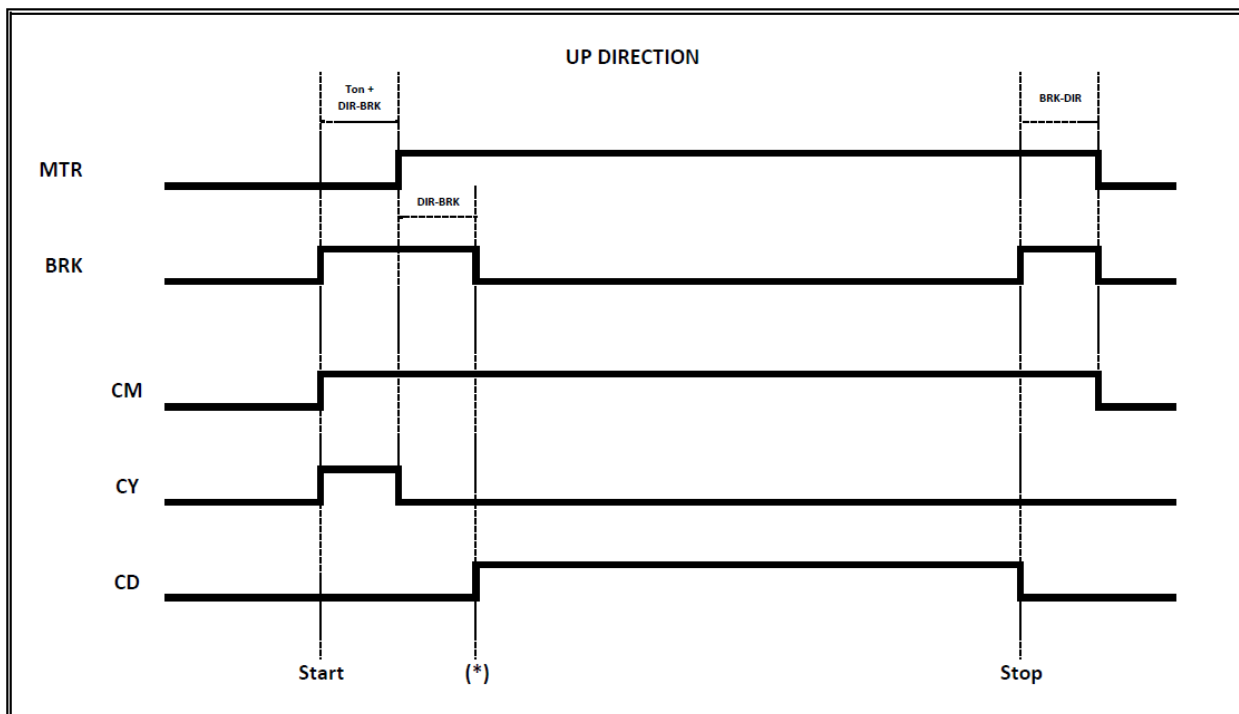 UP DIRECTION
Ton +
DIR-BRK
BRK-DIR
MTR
DIR-BRK
BRK
CM
CY
CD
Start
(*)
Stop